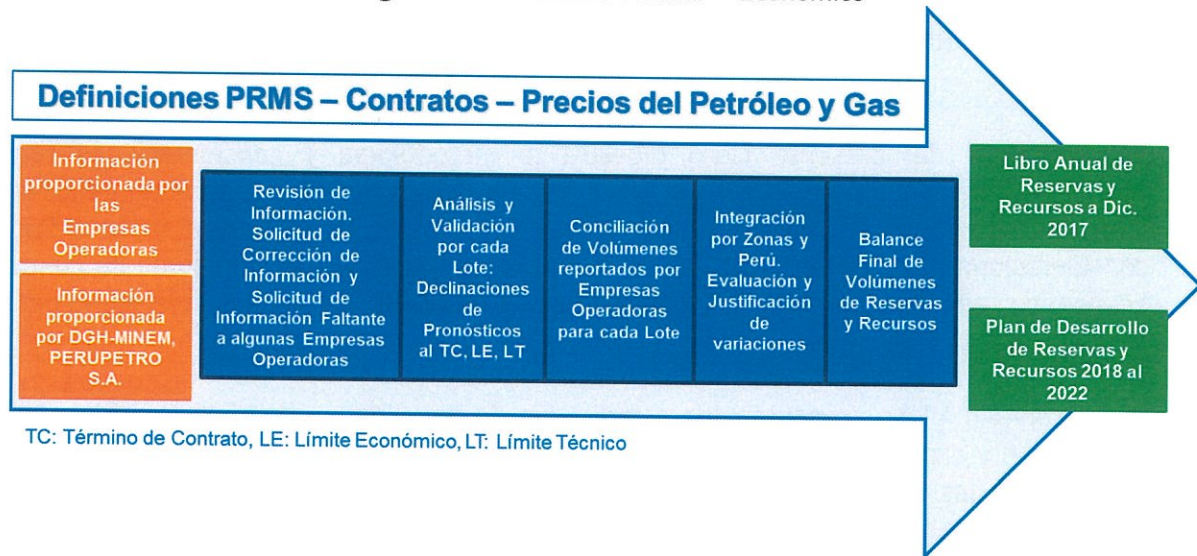 Definiciones PRMS – Contratos – Precios del Petróleo y Gas
Información
proporcionada por
las
Empresas
Operadoras
Información
proporcionada
por DGH-MINEM,
PERUPETRO
S.A.
Revisión de
Información.
Solicitud de
Corrección de
Información y
Solicitud de
Información Faltante
a algunas Empresas
Operadoras
Análisis y
Validación
por cada
Lote:
Declinaciones
de
Pronósticos
al TC, LE, LT
Conciliación
de Volúmenes
reportados por
Empresas
Operadoras
para cada Lote
Integración
por Zonas y
Perú.
Evaluación y
Justificación
de
variaciones
Balance
Final de
Volúmenes
de Reservas
y Recursos
Libro Anual de
Reservas y
Recursos a Dic.
2017
Plan de Desarrollo
de Reservas y
Recursos 2018 al
2022
TC: Término de Contrato, LE: Límite Económico, LT: Límite Técnico